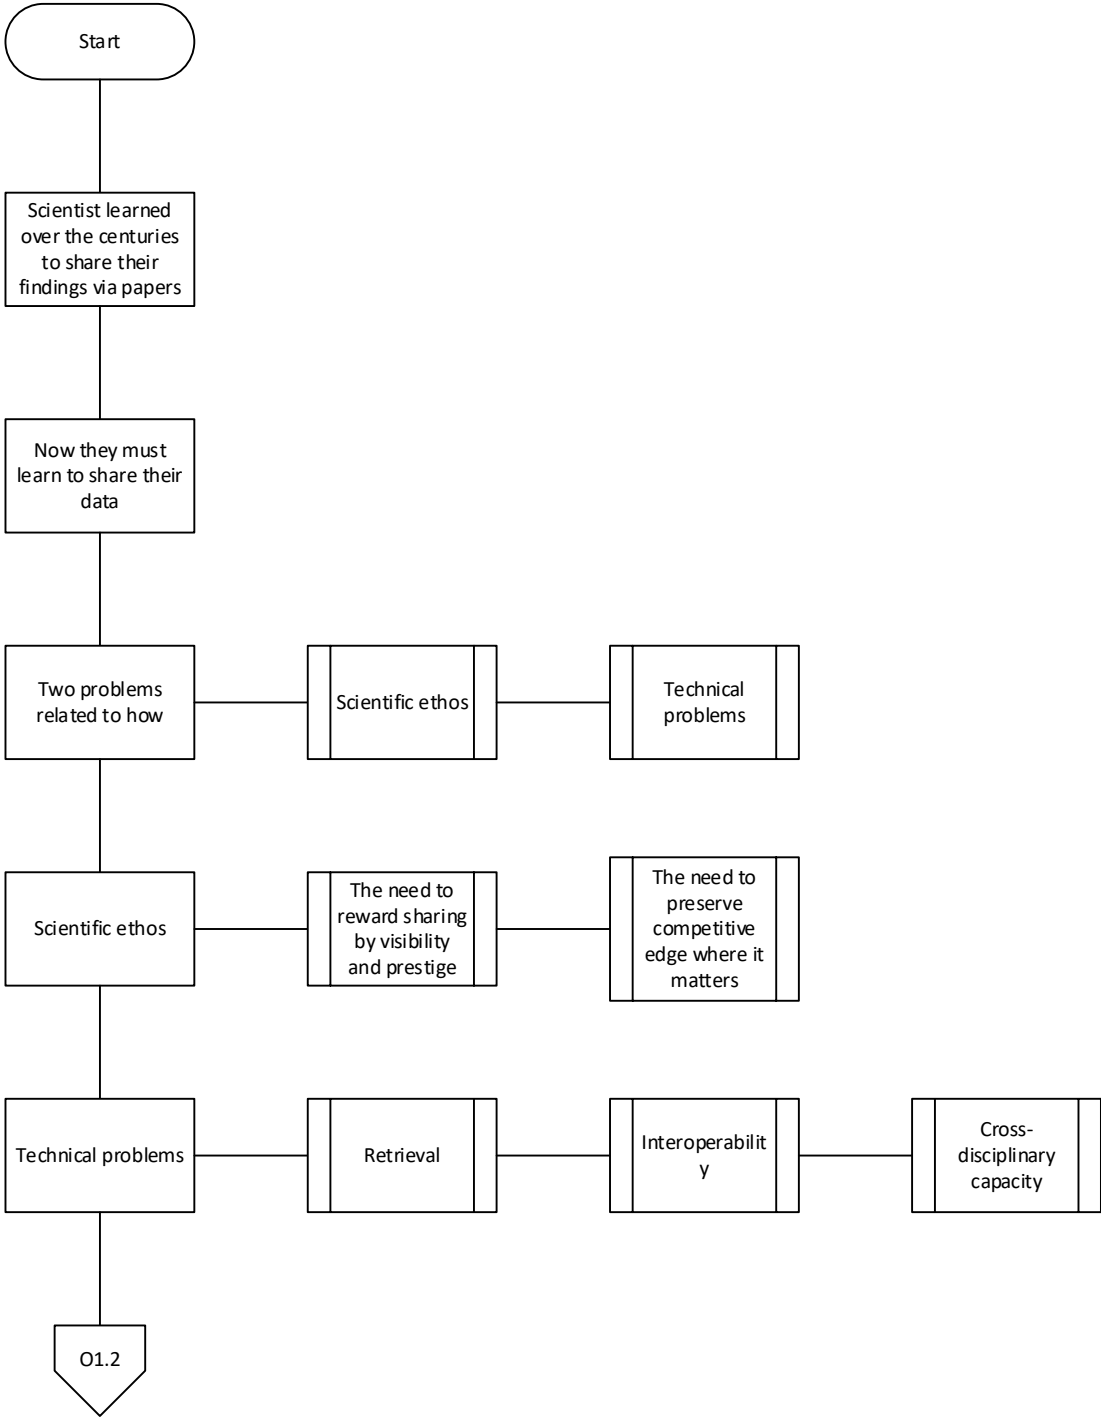 Start
Scientist learned
over the centuries
to share their
findings via papers
Now they must
learn to share their
data
Two problems
related to how
Scientific ethos
Technical
problems
Scientific ethos
The need to
reward sharing
by visibility
and prestige
The need to
preserve
competitive
edge where it
matters
Technical problems
Retrieval
Interoperabilit
y
Cross-
disciplinary
capacity
O1.2